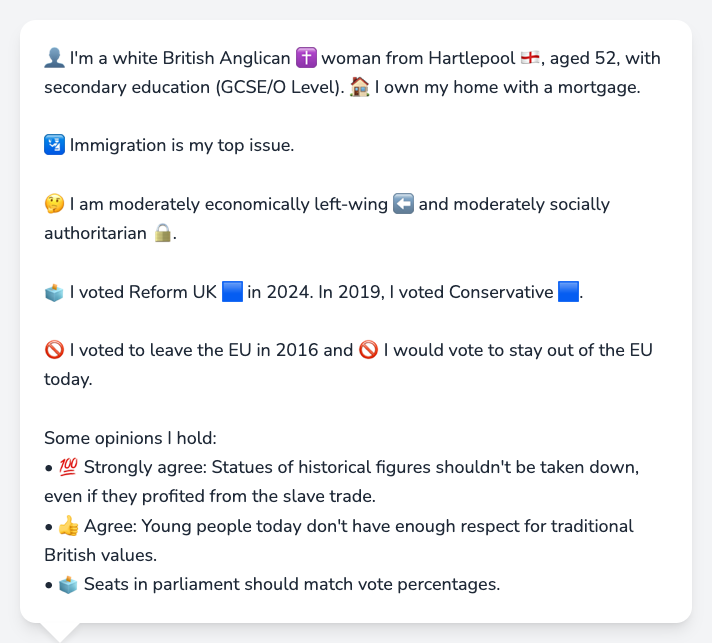 👤 I'm a white British Anglican ✝️ woman from Hartlepool 🏴󠁧󠁢󠁥󠁮󠁧󠁿, aged 52, with
secondary education (GCSE/O Level). 🏠 I own my home with a mortgage.
🛂 Immigration is my top issue.
🤔 I am moderately economically left-wing ⬅️ and moderately socially
authoritarian 🔒.
🗳️ I voted Reform UK 🟦 in 2024. In 2019, I voted Conservative 🟦.
🚫 I voted to leave the EU in 2016 and 🚫 I would vote to stay out of the EU
today.
Some opinions I hold:
• 💯 Strongly agree: Statues of historical figures shouldn't be taken down,
even if they profited from the slave trade.
• 👍 Agree: Young people today don't have enough respect for traditional
British values.
• 🗳️ Seats in parliament should match vote percentages.